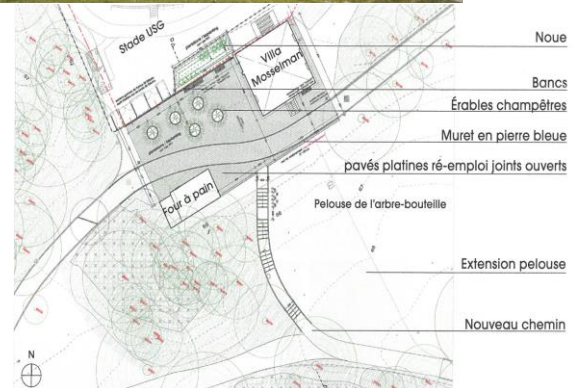 Stade USG
Villa
Mosselman
Noue
Bancs
Érables champêtres
Muret en pierre bleue
pavés platines ré-emploi joints ouverts
Four à pain
Pelouse de l'arbre-bouteille
Extension pelouse
Nouveau chemin
N